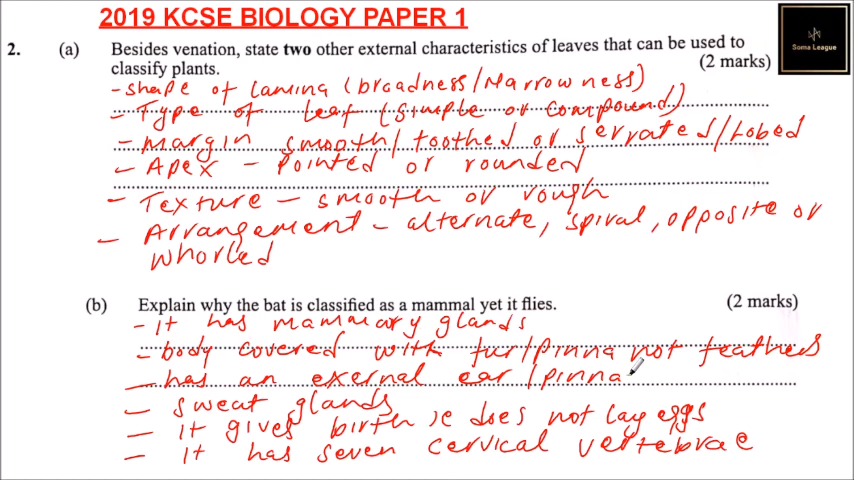 2019 KCSE BIOLOGY PAPER 1
Soma League
2. (a) Besides venation, state two other external characteristics of leaves that can be used to
classify plants. (2 marks)
- Shape of Lamina (broadness/Narrowness)
- Type of Leaf (Simple or compound)
- Margin smooth/toothed or serrated/Lobed
- Apex - Pointed or rounded
- Texture - smooth or rough
- Arrangement - alternate, spiral, opposite or
whorled
(b) Explain why the bat is classified as a mammal yet it flies. (2 marks)
- It has mammary glands
- body covered with fur/pinna not feathers
- has an exernal ear/pinna
- sweat glands
- It gives birth ie does not lay eggs
- It has seven cervical vertebrae